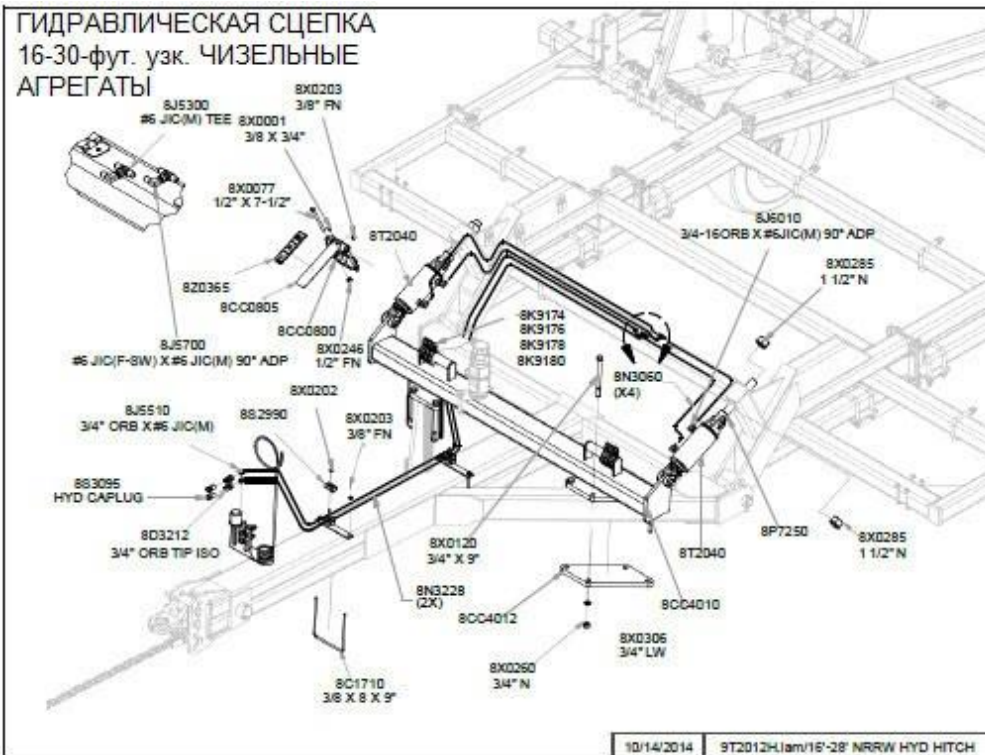 ГИДРАВЛИЧЕСКАЯ СЦЕПКА
16-30-фут. узк. ЧИЗЕЛЬНЫЕ
АГРЕГАТЫ
8J5300
#6 JIC(M) TEE
8X0001
3/8 X 3/4"
8X0203
3/8" FN
8X0077
1/2" X 7-1/2"
8T2040
8J6010
3/4-16ORB X #6JIC(M) 90° ADP
8X0285
1 1/2" N
8Z0365
8CC0805
8CC0800
8X0246
1/2" FN
8K9174
8K9176
8K9178
8K9180
8J5700
#6 JIC(F-SW) X #6 JIC(M) 90° ADP
8N3060
(X4)
8J5510
3/4" ORB X #6 JIC(M)
8S2990
8X0202
8X0203
3/8" FN
8S3095
HYD CAPLUG
8D3212
3/4" ORB TIP ISO
8X0120
3/4" X 9"
8T2040
8P7250
8X0285
1 1/2" N
8N3228
(2X)
8CC4012
8CC4010
8X0306
3/4" LW
8X0260
3/4" N
8C1710
3/8 X 8 X 9"
10/14/2014
9T2012H.iam/16'-28' NRRW HYD HITCH